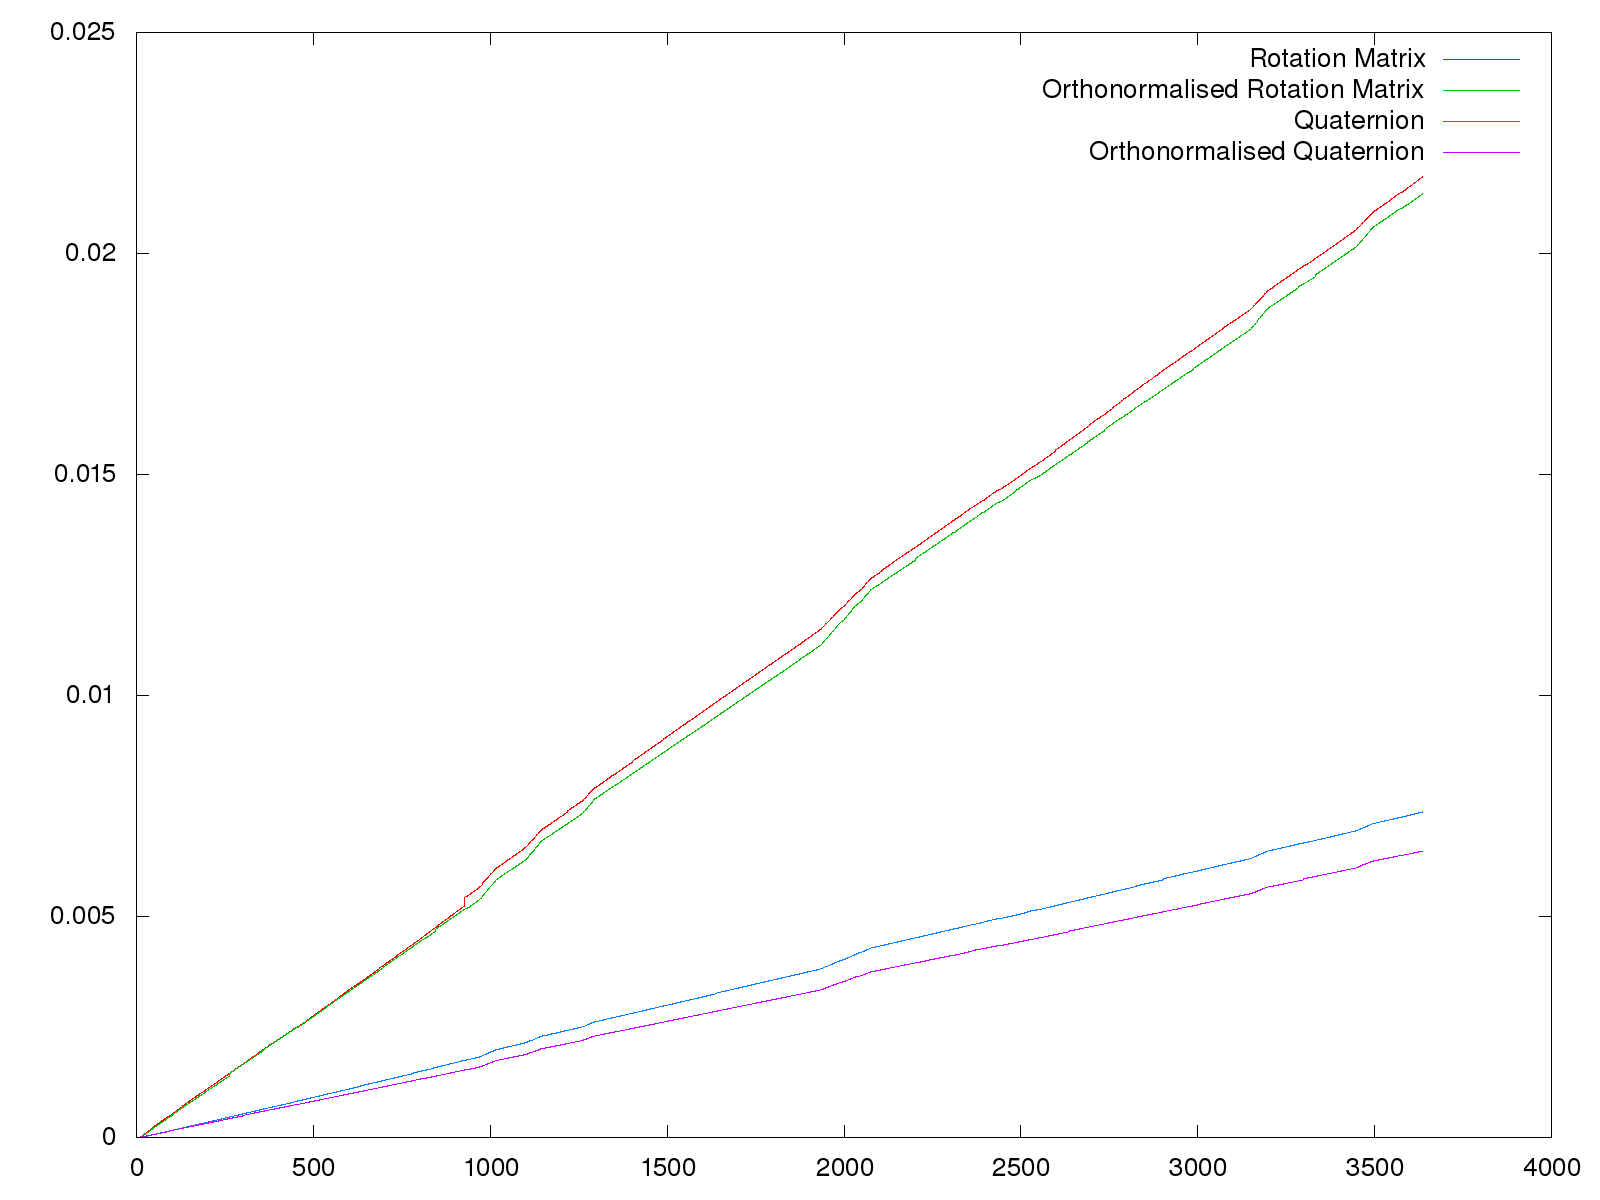 0.025
0.02
0.015
0.01
0.005
0
0 500 1000 1500 2000 2500 3000 3500 4000
Rotation Matrix
Orthonormalised Rotation Matrix
Quaternion
Orthonormalised Quaternion